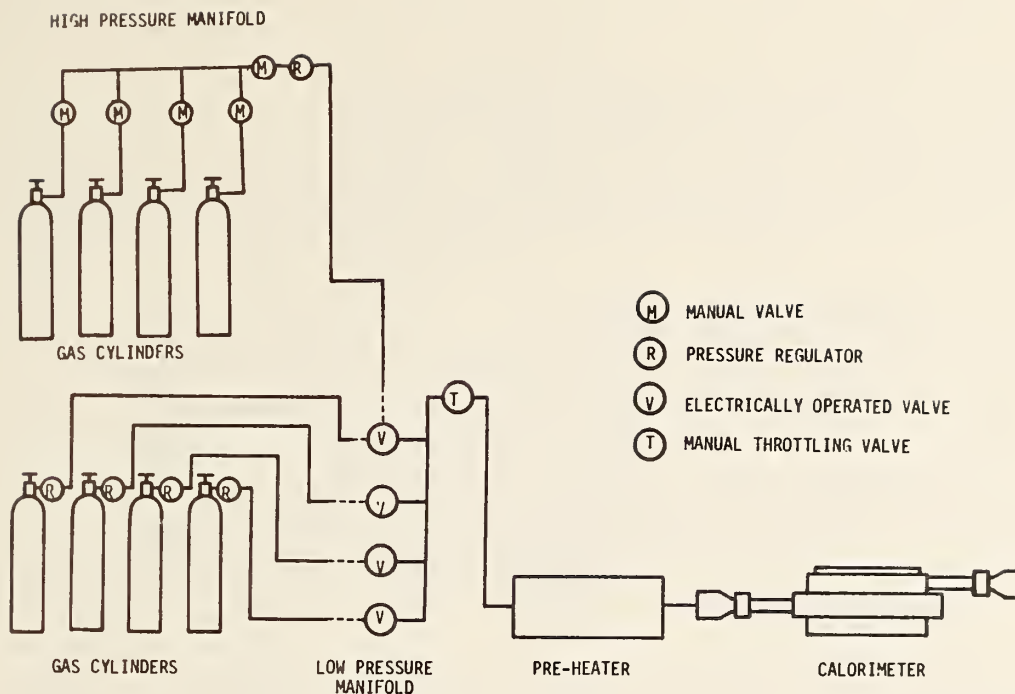 HIGH PRESSURE MANIFOLD
M R
M M M M
GAS CYLINDFRS
M MANUAL VALVE
R PRESSURE REGULATOR
V ELECTRICALLY OPERATED VALVE
T MANUAL THROTTLING VALVE
T
V
R R R R
V
V
V
GAS CYLINDERS
LOW PRESSURE
MANIFOLD
PRE-HEATER
CALORIMETER